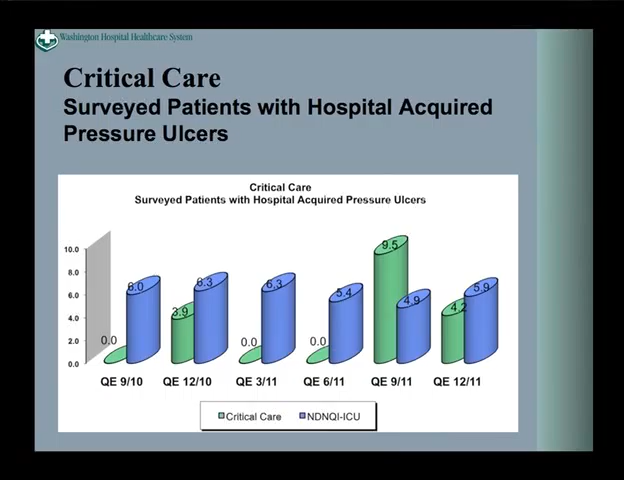 Washington Hospital Healthcare System
Critical Care
Surveyed Patients with Hospital Acquired
Pressure Ulcers
Critical Care
Surveyed Patients with Hospital Acquired Pressure Ulcers
10.0
8.0
6.0
4.0
2.0
0.0
0.0 6.0 3.9 6.3 0.0 6.3 0.0 5.4 9.5 4.9 4.2 5.9
QE 9/10 QE 12/10 QE 3/11 QE 6/11 QE 9/11 QE 12/11
Critical Care NDNQI-ICU